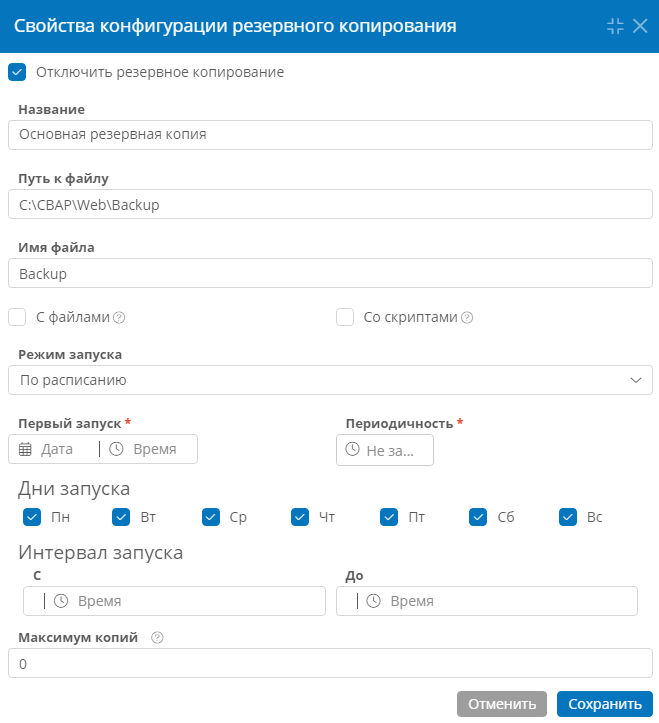 Свойства конфигурации резервного копирования
Отключить резервное копирование
Название
Основная резервная копия
Путь к файлу
C:\CBAP\Web\Backup
Имя файла
Backup
С файлами ? Со скриптами ?
Режим запуска
По расписанию
Первый запуск * Периодичность *
Дата Время Не за...
Дни запуска
Пн Вт Ср Чт Пт Сб Вс
Интервал запуска
С До
Время Время
Максимум копий ?
0
Отменить Сохранить